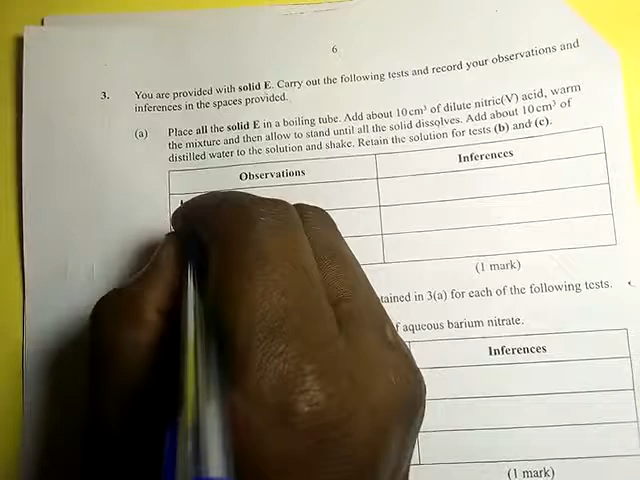 6
3. You are provided with solid E. Carry out the following tests and record your observations and
inferences in the spaces provided.
(a) Place all the solid E in a boiling tube. Add about 10 cm³ of dilute nitric(V) acid, warm
the mixture and then allow to stand until all the solid dissolves. Add about 10 cm³ of
distilled water to the solution and shake. Retain the solution for tests (b) and (c).
Observations Inferences
(1 mark)
tained in 3(a) for each of the following tests.
f aqueous barium nitrate.
Inferences
(1 mark)